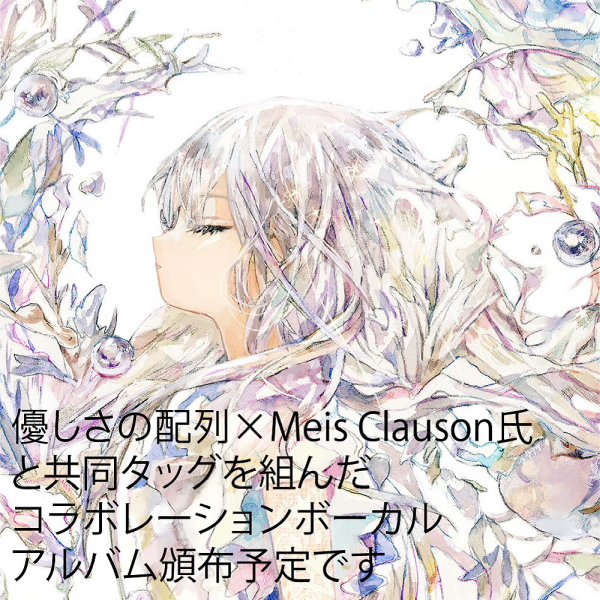 優しさの配列×Meis Clauson氏
と共同タッグを組んだ
コラボレーションボーカル
アルバム頒布予定です